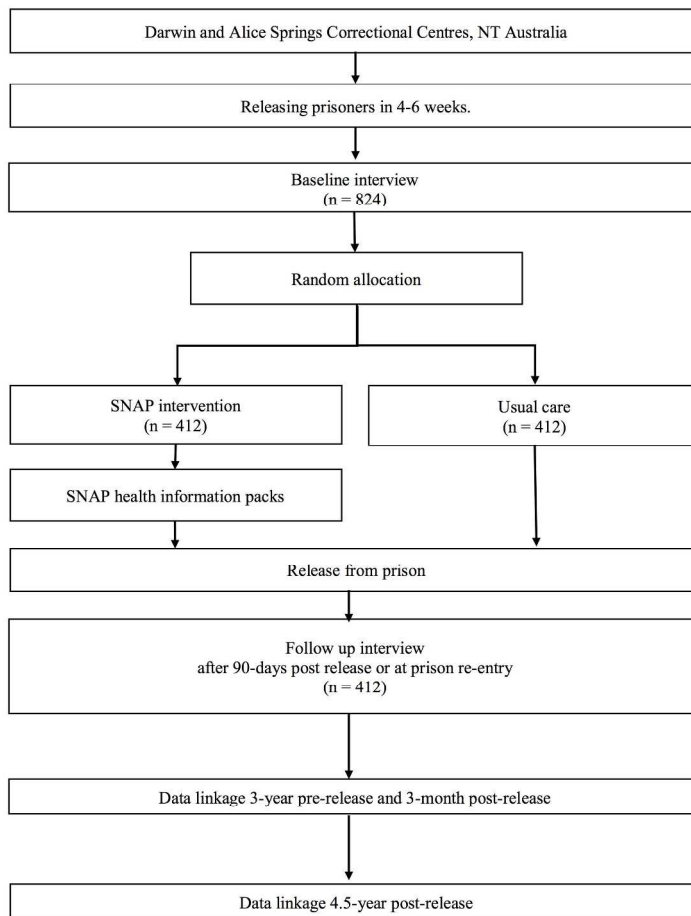 Darwin and Alice Springs Correctional Centres, NT Australia
Releasing prisoners in 4-6 weeks.
Baseline interview
(n = 824)
Random allocation
SNAP intervention
(n = 412)
Usual care
(n = 412)
SNAP health information packs
Release from prison
Follow up interview
after 90-days post release or at prison re-entry
(n = 412)
Data linkage 3-year pre-release and 3-month post-release
Data linkage 4.5-year post-release